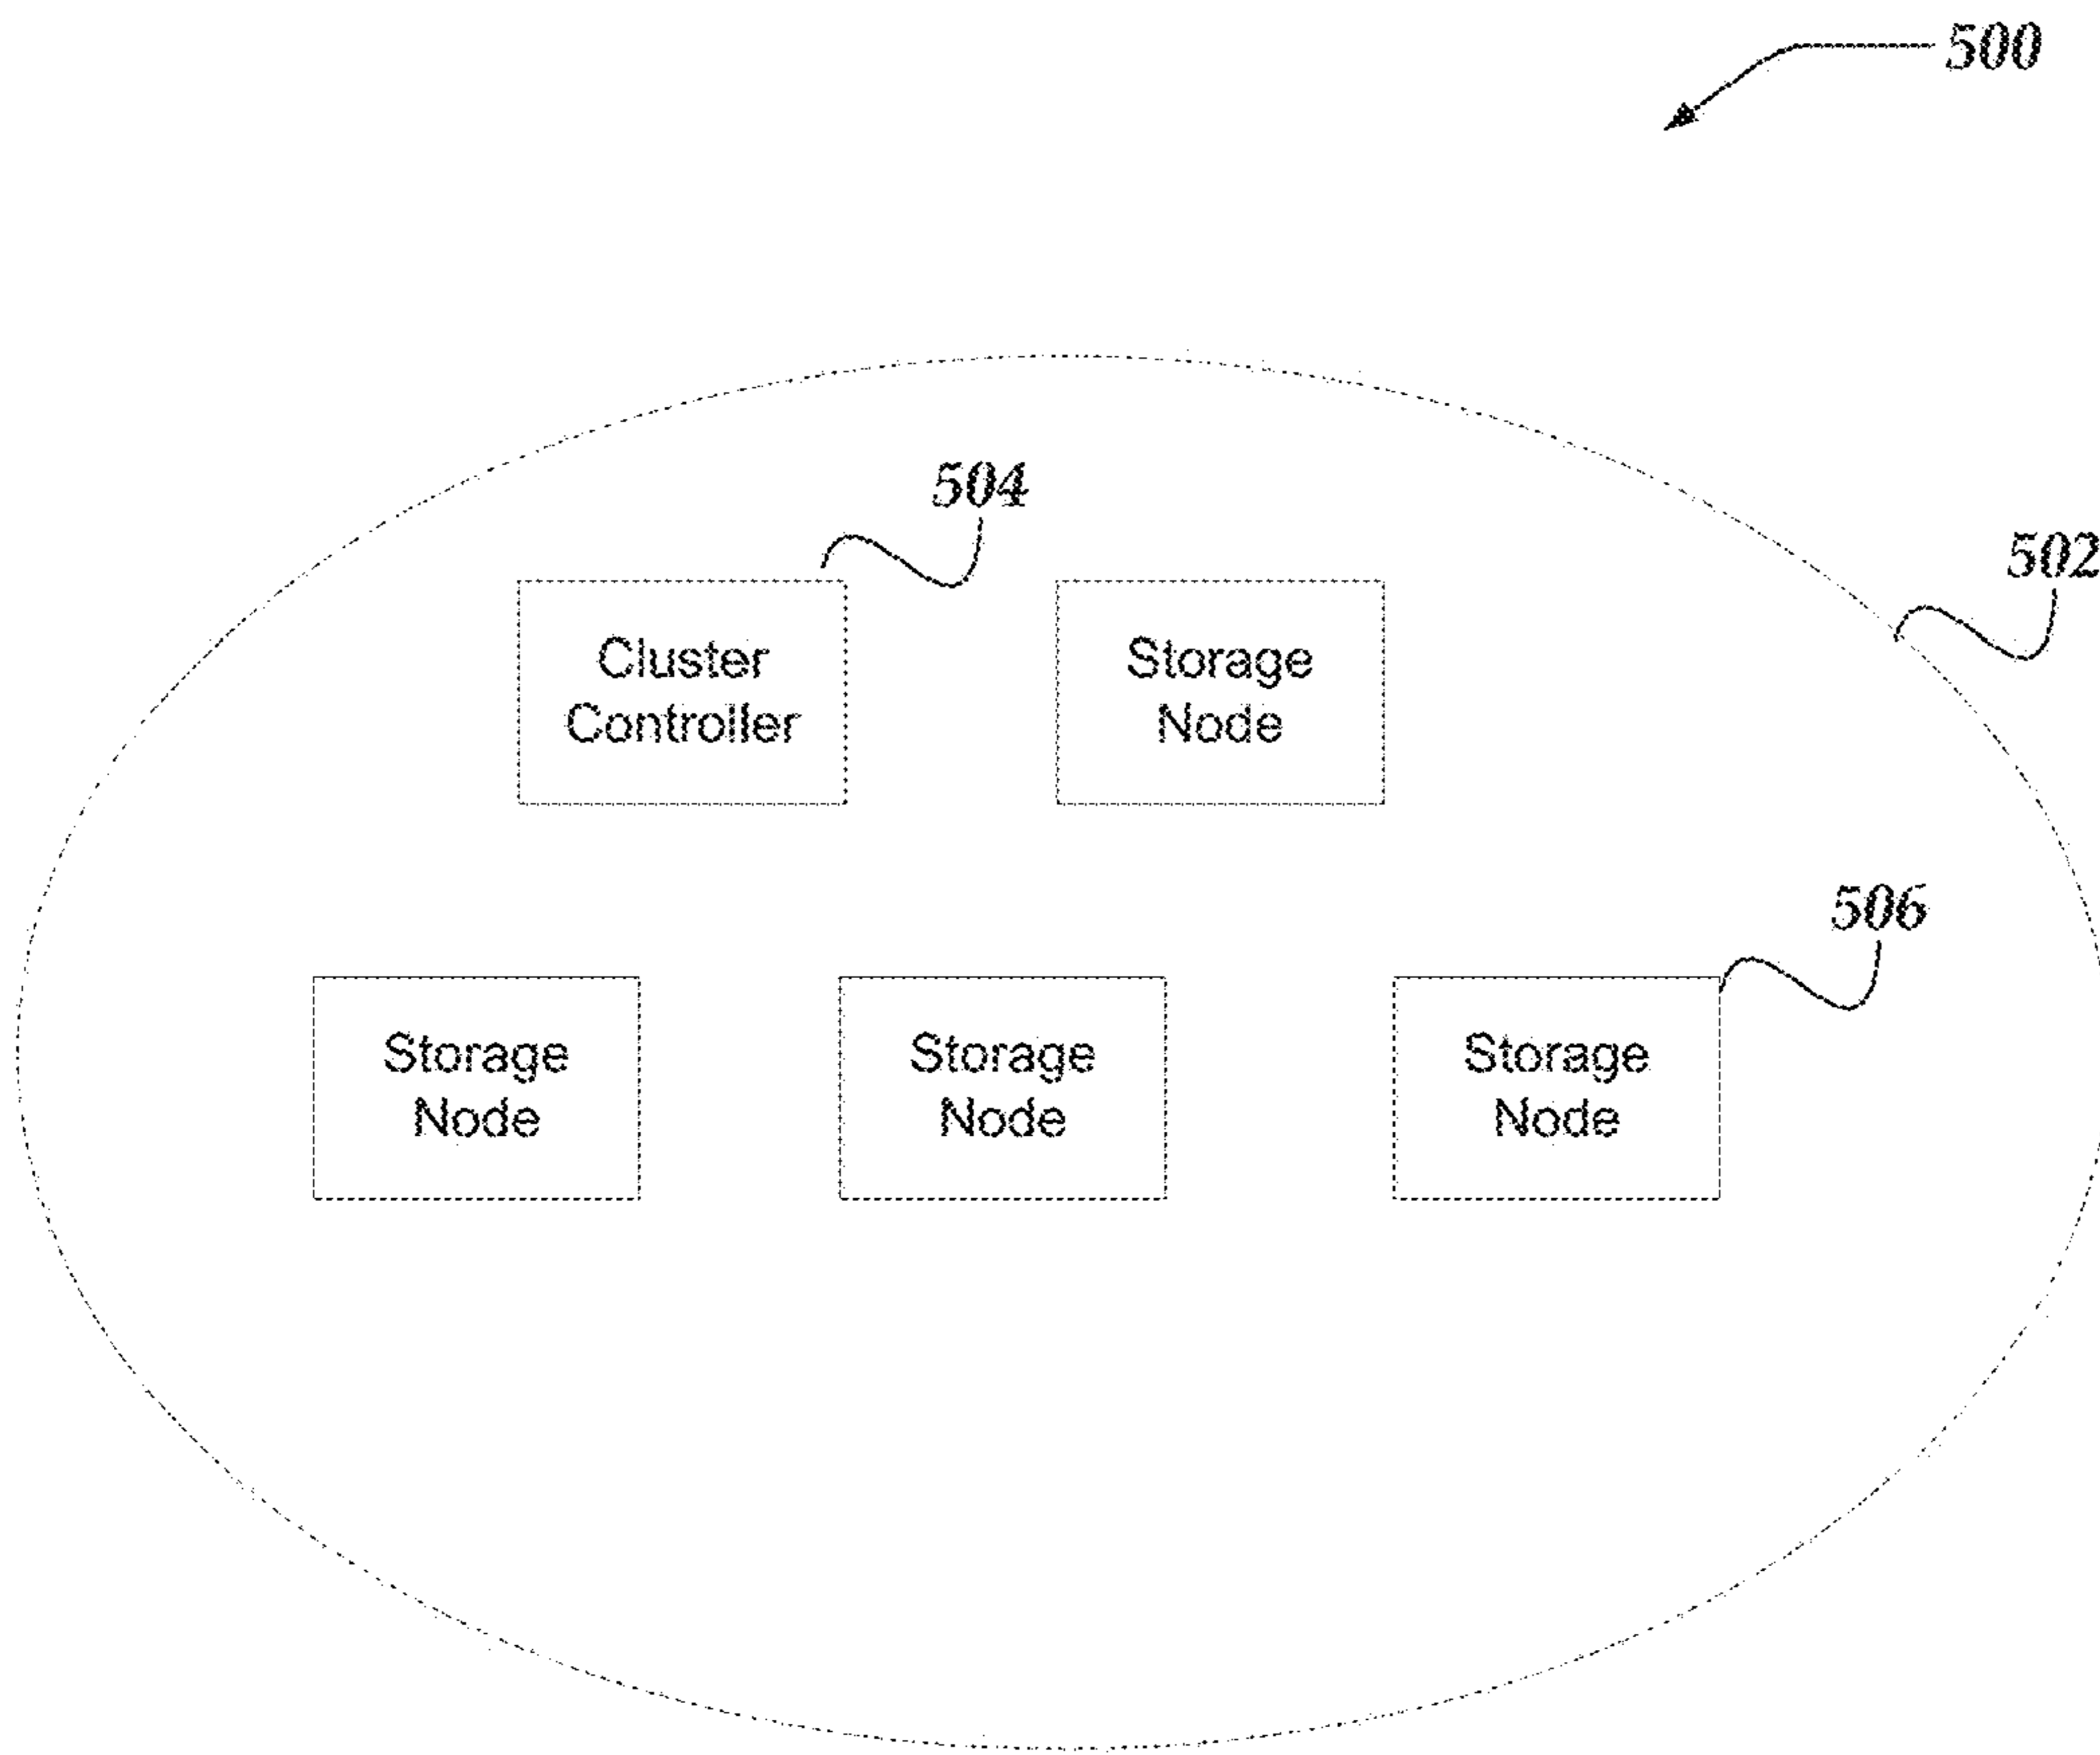 500
504
502
Cluster
Controller
Storage
Node
506
Storage
Node
Storage
Node
Storage
Node